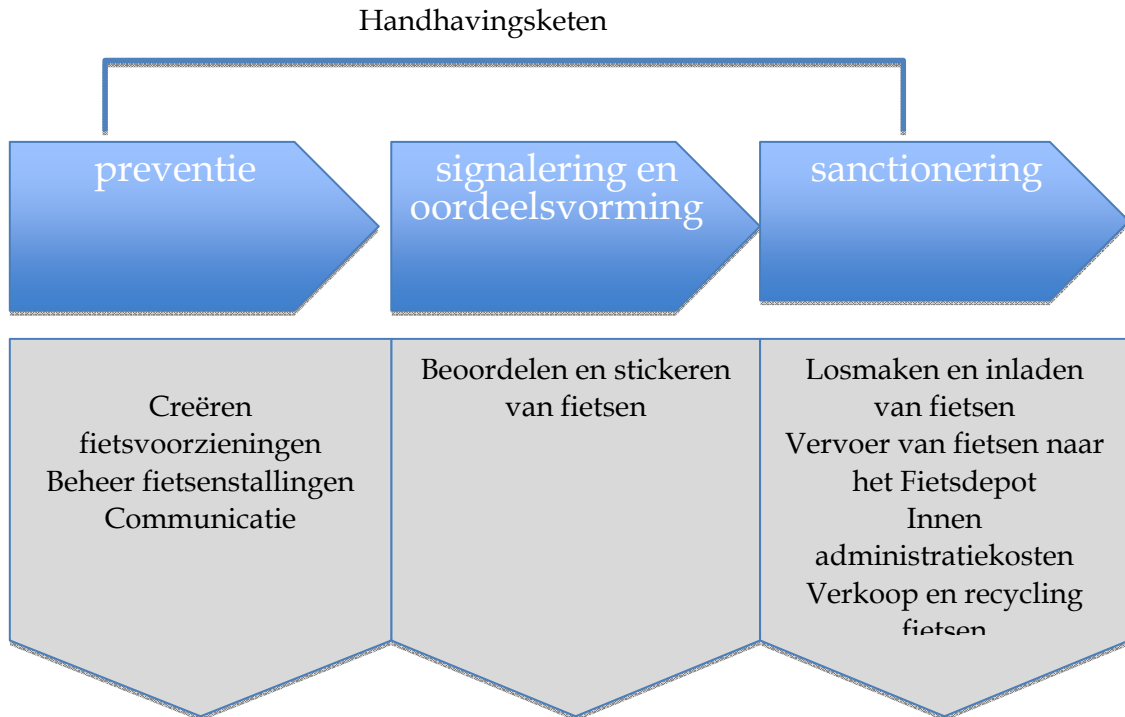 Handhavingsketen
preventie
signalering en
oordeelsvorming
sanctionering
Creëren
fietsvoorzieningen
Beheer fietsenstallingen
Communicatie
Beoordelen en stickeren
van fietsen
Losmaken en inladen
van fietsen
Vervoer van fietsen naar
het Fietsdepot
Innen
administratiekosten
Verkoop en recycling
fietsen